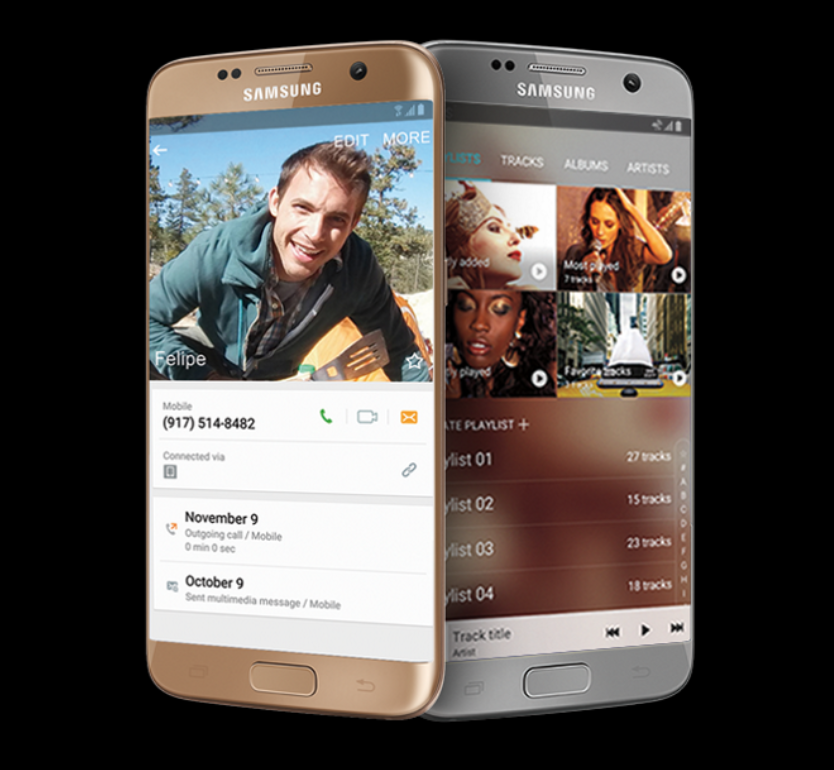 SAMSUNG
EDIT MORE
Felipe
Mobile
(917) 514-8482
Connected via
November 9
Outgoing call / Mobile
0 min 0 sec
October 9
Sent multimedia message / Mobile
SAMSUNG
LISTS TRACKS ALBUMS ARTISTS
ly added
Most played
7 tracks
ly played
Favorite tracks
ATE PLAYLIST +
ylist 01 27 tracks
ylist 02 15 tracks
ylist 03 23 tracks
ylist 04 18 tracks
#
A
B
C
D
E
F
G
H
I
Track title
Artist